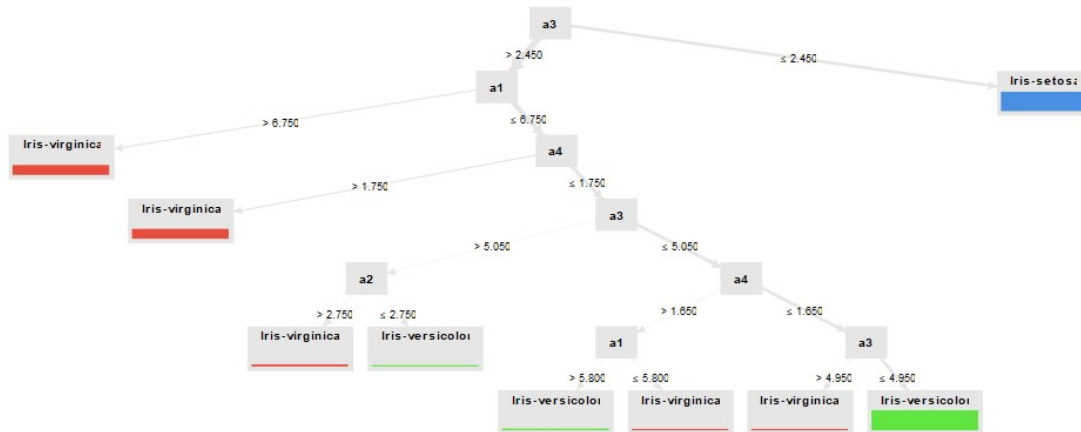 a3
> 2.450
≤ 2.450
Iris-setosa
a1
> 6.750
≤ 6.750
Iris-virginica
a4
> 1.750
≤ 1.750
Iris-virginica
a3
> 5.050
≤ 5.050
a2
a4
> 2.750
≤ 2.750
> 1.650
≤ 1.650
Iris-virginica
Iris-versicolor
a1
a3
> 5.800
≤ 5.800
> 4.950
≤ 4.950
Iris-versicolor
Iris-virginica
Iris-virginica
Iris-versicolor